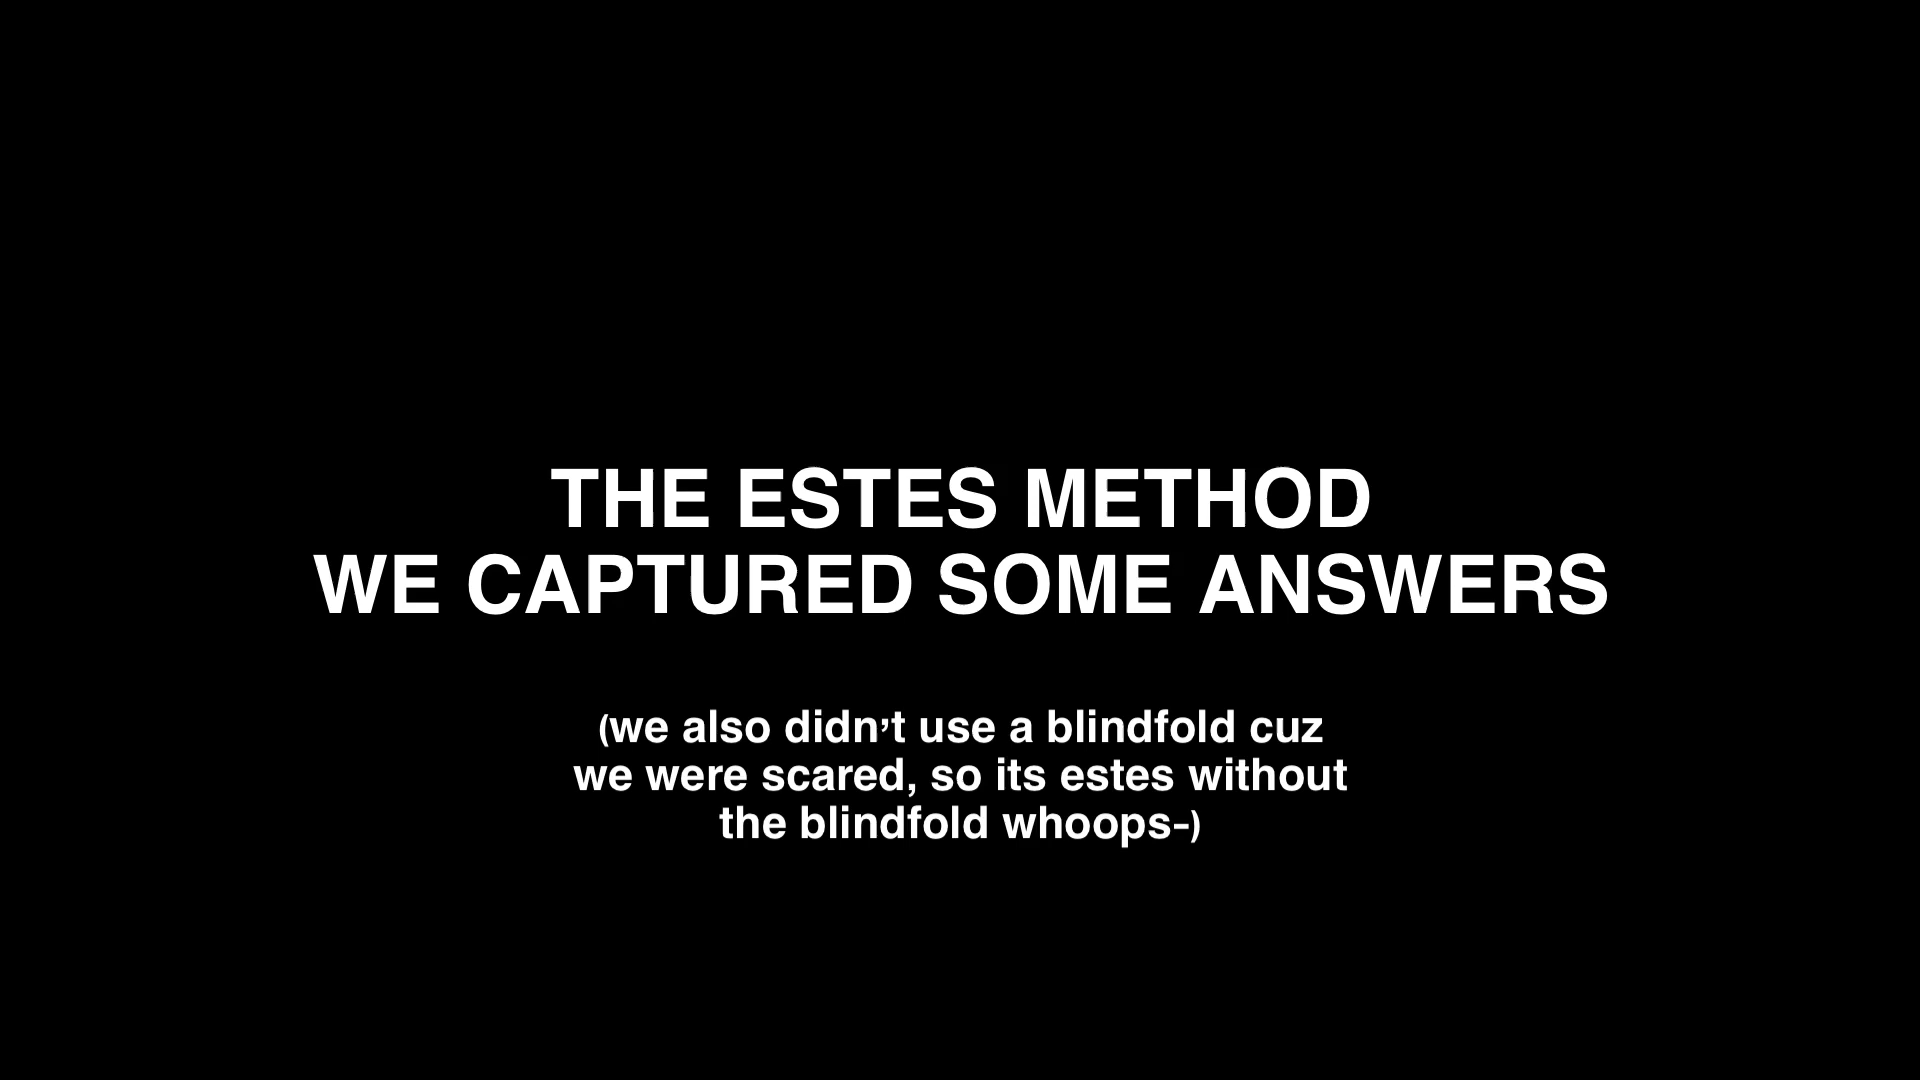 THE ESTES METHOD
WE CAPTURED SOME ANSWERS
(we also didn't use a blindfold cuz
we were scared, so its estes without
the blindfold whoops-)